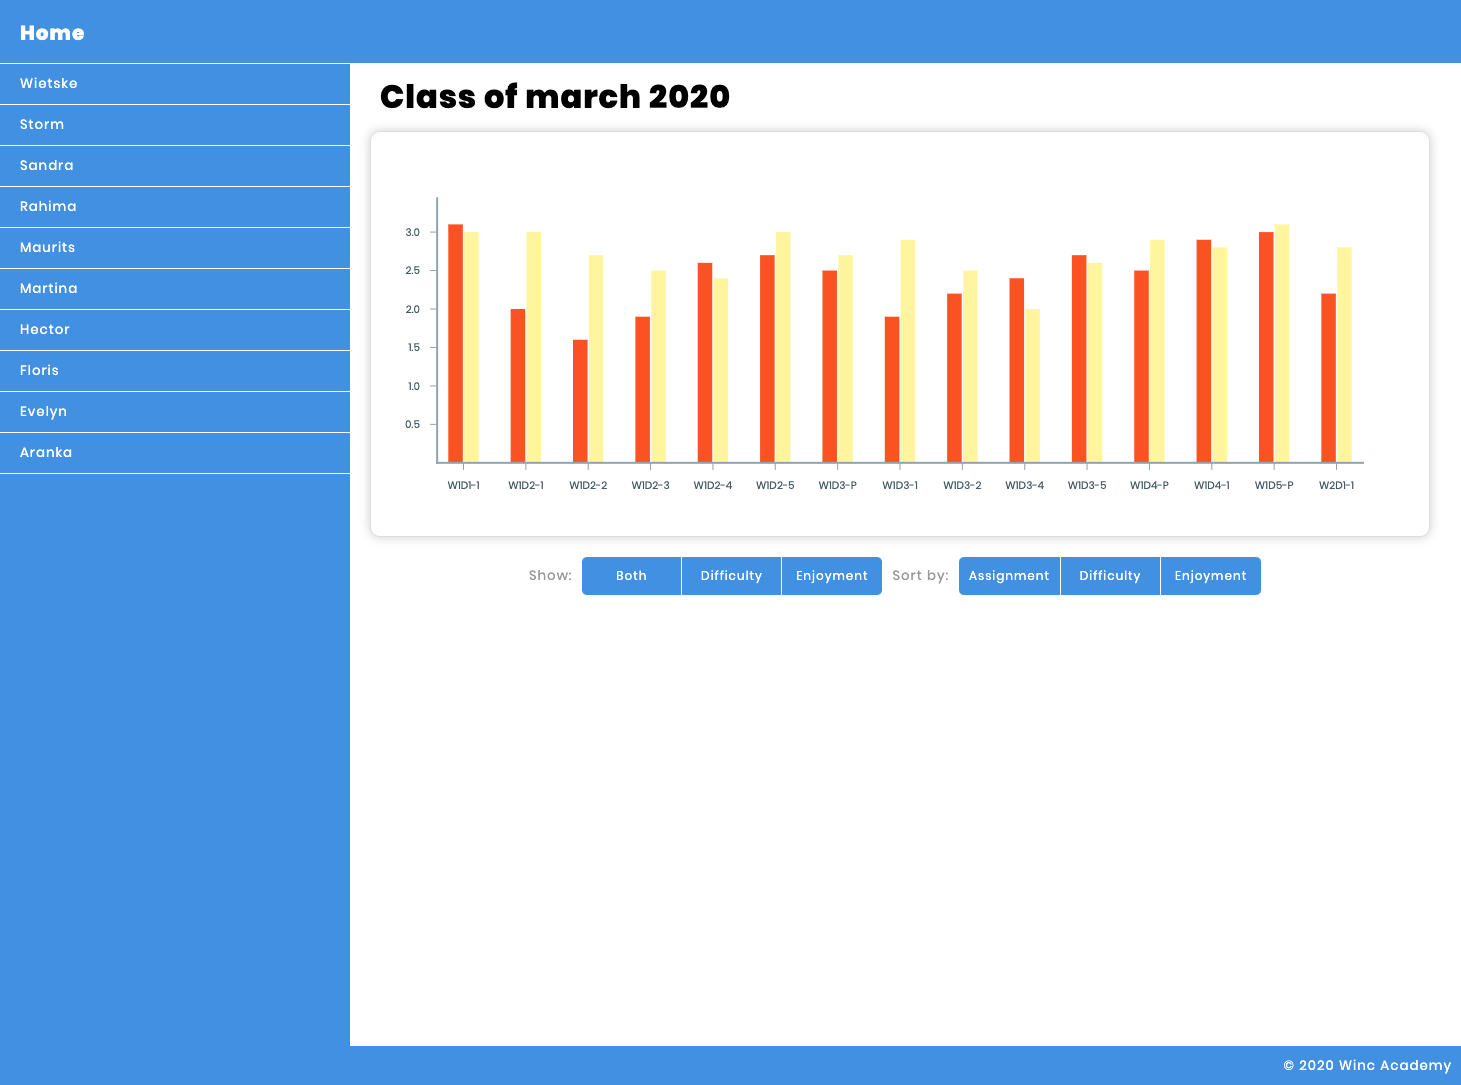 Home
Wietske
Storm
Sandra
Rahima
Maurits
Martina
Hector
Floris
Evelyn
Aranka
Class of march 2020
3.0
2.5
2.0
1.5
1.0
0.5
W1D1-1 W1D2-1 W1D2-2 W1D2-3 W1D2-4 W1D2-5 W1D3-P W1D3-1 W1D3-2 W1D3-4 W1D3-5 W1D4-P W1D4-1 W1D5-P W2D1-1
Show: Both Difficulty Enjoyment Sort by: Assignment Difficulty Enjoyment
© 2020 Winc Academy